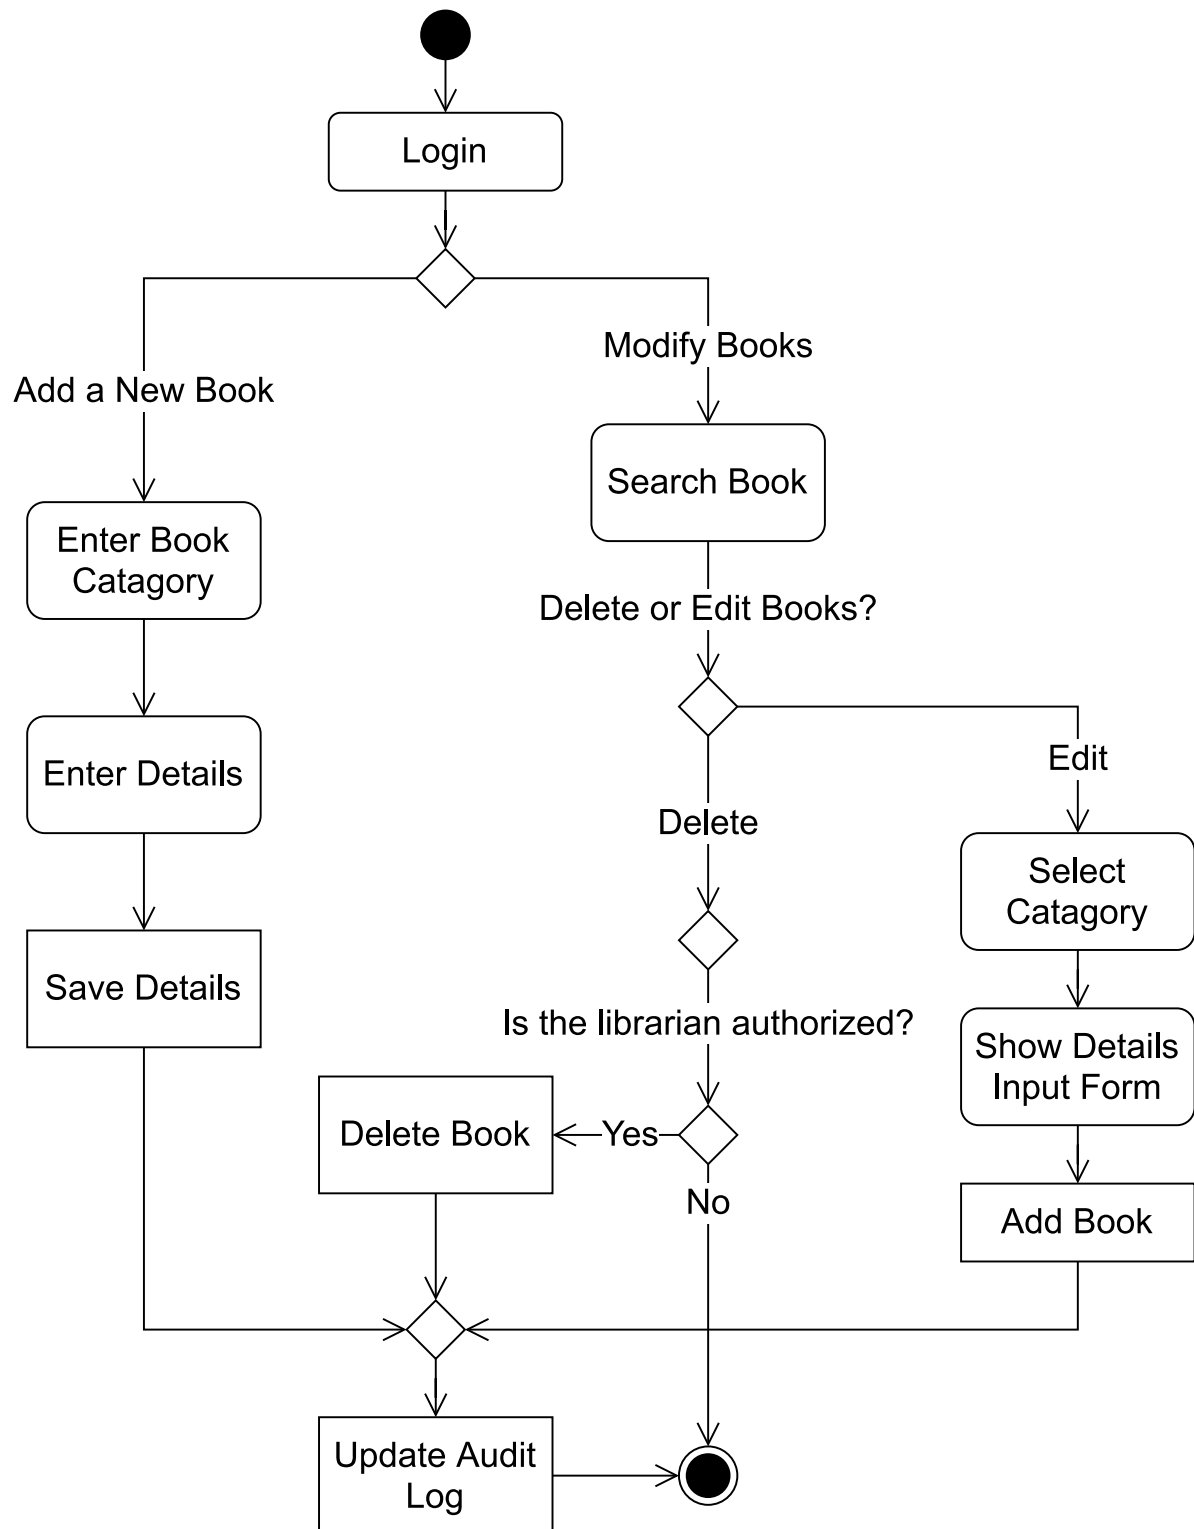 Login
Modify Books
Add a New Book
Search Book
Enter Book
Catagory
Delete or Edit Books?
Enter Details
Edit
Delete
Select
Catagory
Save Details
Is the librarian authorized?
Show Details
Input Form
Delete Book
Yes
No
Add Book
Update Audit
Log